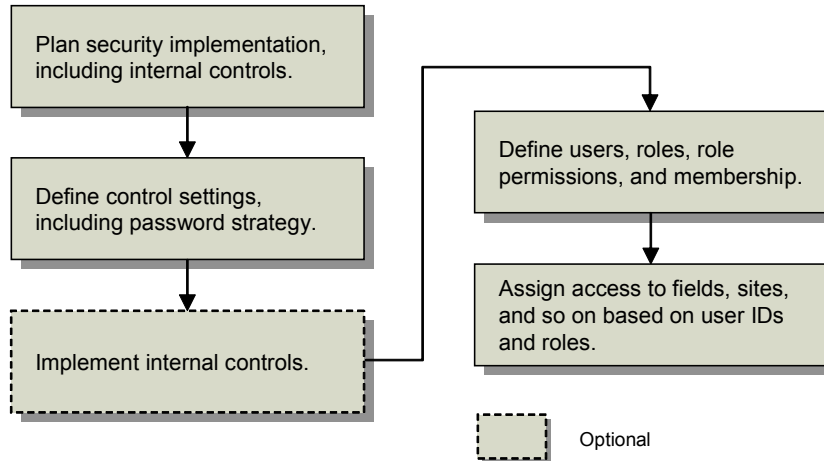 Plan security implementation,
including internal controls.
Define control settings,
including password strategy.
Implement internal controls.
Define users, roles, role
permissions, and membership.
Assign access to fields, sites,
and so on based on user IDs
and roles.
Optional